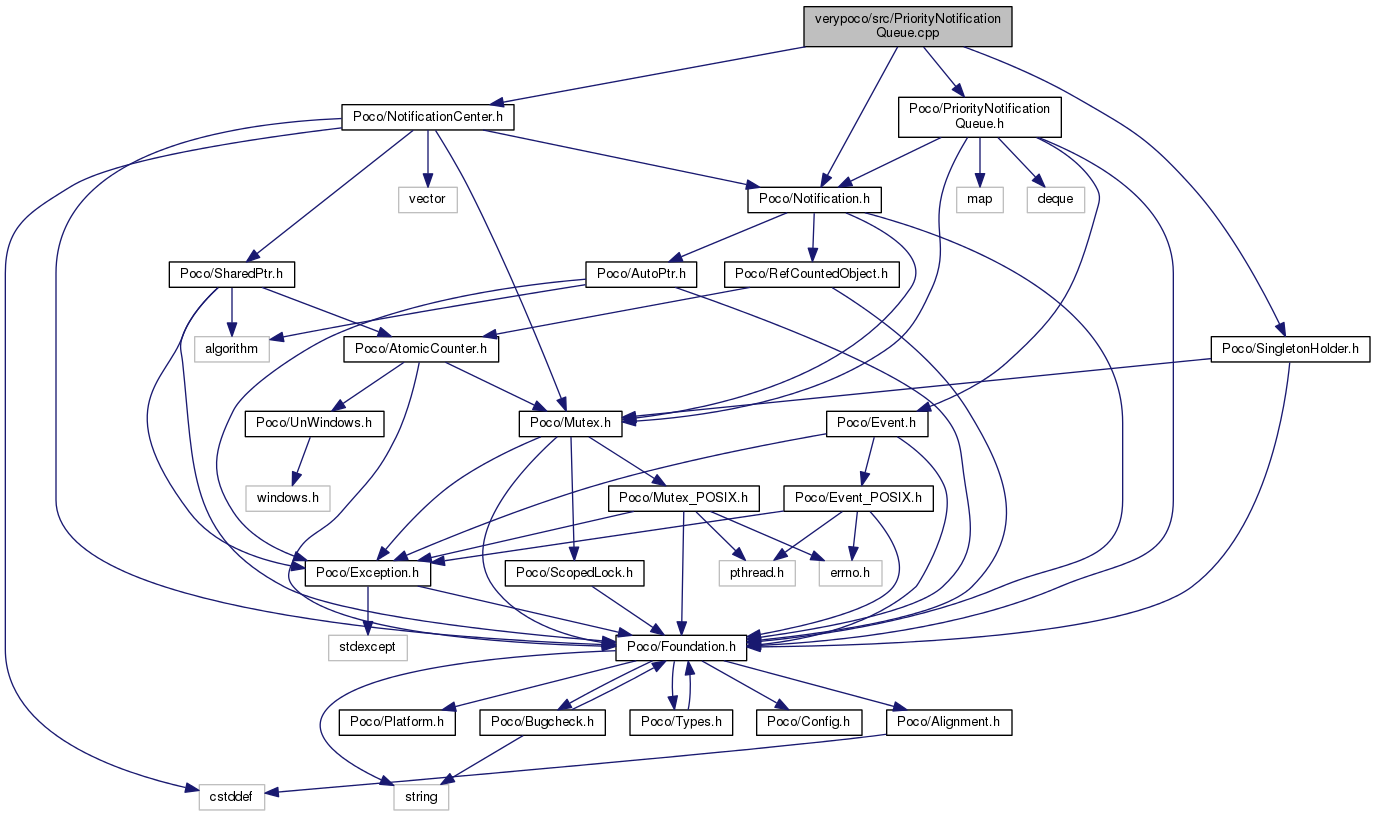 verypoco/src/PriorityNotification
Queue.cpp
Poco/NotificationCenter.h
Poco/PriorityNotification
Queue.h
vector
Poco/Notification.h
map
deque
Poco/SharedPtr.h
Poco/AutoPtr.h
Poco/RefCountedObject.h
algorithm
Poco/AtomicCounter.h
Poco/SingletonHolder.h
Poco/UnWindows.h
Poco/Mutex.h
Poco/Event.h
windows.h
Poco/Mutex_POSIX.h
Poco/Event_POSIX.h
Poco/Exception.h
Poco/ScopedLock.h
pthread.h
errno.h
stdexcept
Poco/Foundation.h
Poco/Platform.h
Poco/Bugcheck.h
Poco/Types.h
Poco/Config.h
Poco/Alignment.h
cstddef
string